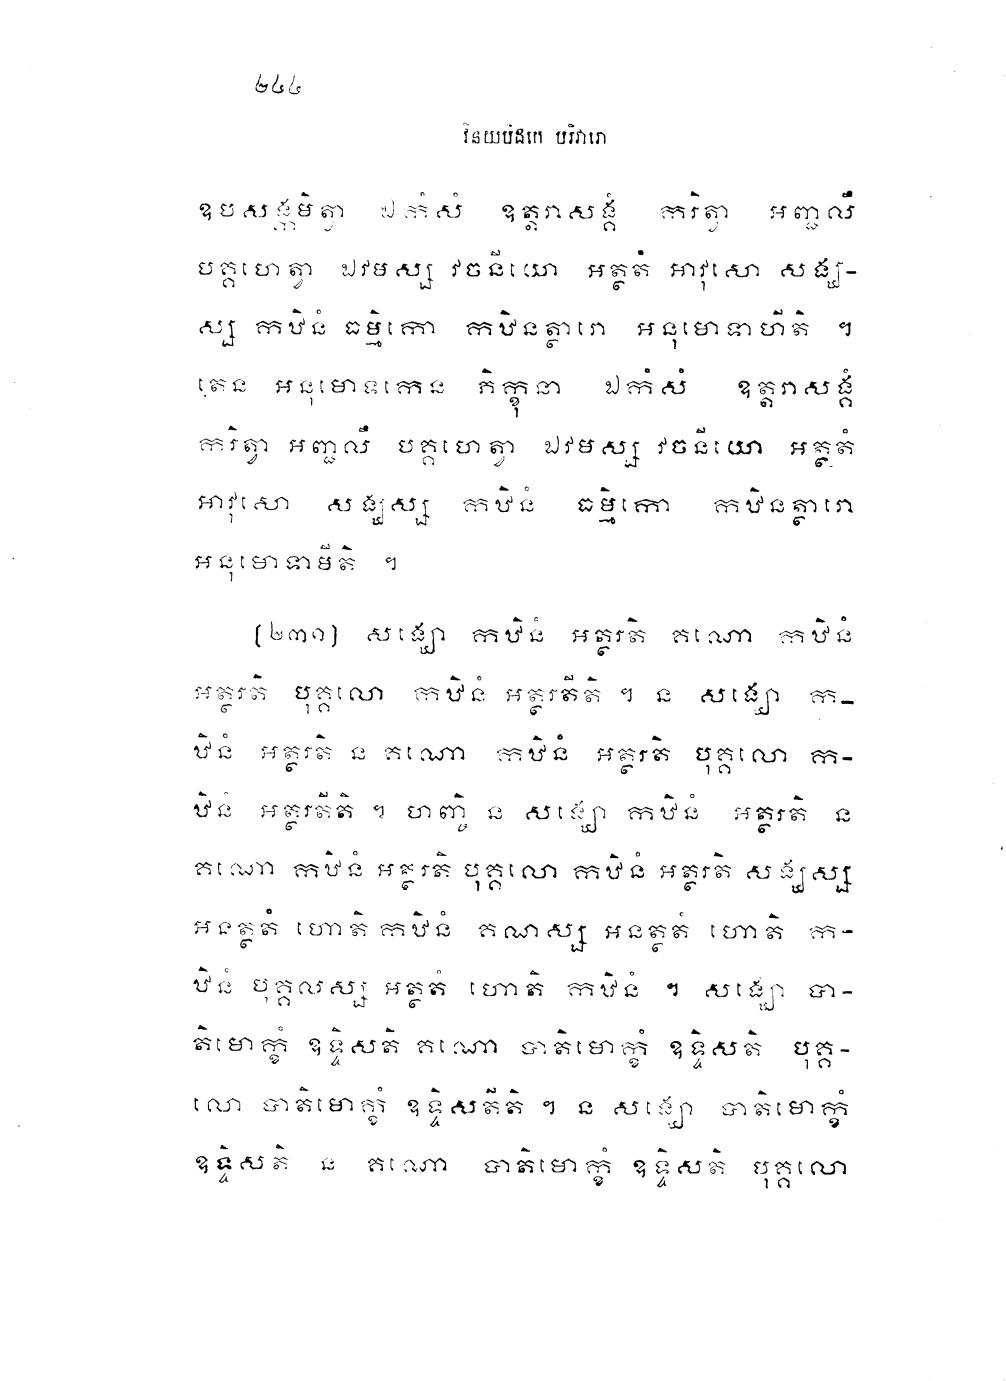 ២៤៤
វិនយបិដកេ បរិវារោ
ឧបសង្កមិត្វា ឯកំសំ ឧត្តរាសង្គំ ករិត្វា អញ្ជលឹ
បគ្គហេត្វា ឯវមស្ស វចនីយោ អត្ថតំ អាវុសោ សង្ឃ-
ស្ស កឋិនំ ធម្មិកោ កឋិនត្ថារោ អនុមោទាហីតិ ។
តេន អនុមោទកេន ភិក្ខុនា ឯកំសំ ឧត្តរាសង្គំ
ករិត្វា អញ្ជលឹ បគ្គហេត្វា ឯវមស្ស វចនីយោ អត្ថតំ
អាវុសោ សង្ឃស្ស កឋិនំ ធម្មិកោ កឋិនត្ថារោ
អនុមោទាមីតិ ។
(២៣១) សង្ឃោ កឋិនំ អត្ថរតិ គណោ កឋិនំ
អត្ថរតិ បុគ្គលោ កឋិនំ អត្ថរតីតិ ។ ន សង្ឃោ ក-
ឋិនំ អត្ថរតិ ន គណោ កឋិនំ អត្ថរតិ បុគ្គលោ ក-
ឋិនំ អត្ថរតីតិ ។ ហញ្ចិ ន សង្ឃោ កឋិនំ អត្ថរតិ ន
គណោ កឋិនំ អត្ថរតិ បុគ្គលោ កឋិនំ អត្ថរតិ សង្ឃស្ស
អនត្ថតំ ហោតិ កឋិនំ គណស្ស អនត្ថតំ ហោតិ ក-
ឋិនំ បុគ្គលស្ស អត្ថតំ ហោតិ កឋិនំ ។ សង្ឃោ បា-
តិមោក្ខំ ឧទ្ទិសតិ គណោ បាតិមោក្ខំ ឧទ្ទិសតិ បុគ្គ-
លោ បាតិមោក្ខំ ឧទ្ទិសតីតិ ។ ន សង្ឃោ បាតិមោក្ខំ
ឧទ្ទិសតិ ន គណោ បាតិមោក្ខំ ឧទ្ទិសតិ បុគ្គលោ